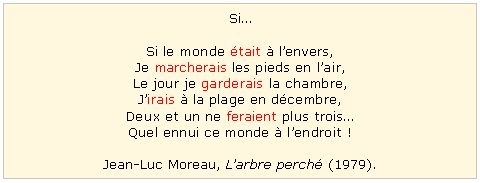 Si...
Si le monde était à l'envers,
Je marcherais les pieds en l'air,
Le jour je garderais la chambre,
J'irais à la plage en décembre,
Deux et un ne feraient plus trois...
Quel ennui ce monde à l'endroit !
Jean-Luc Moreau, L'arbre perché (1979).